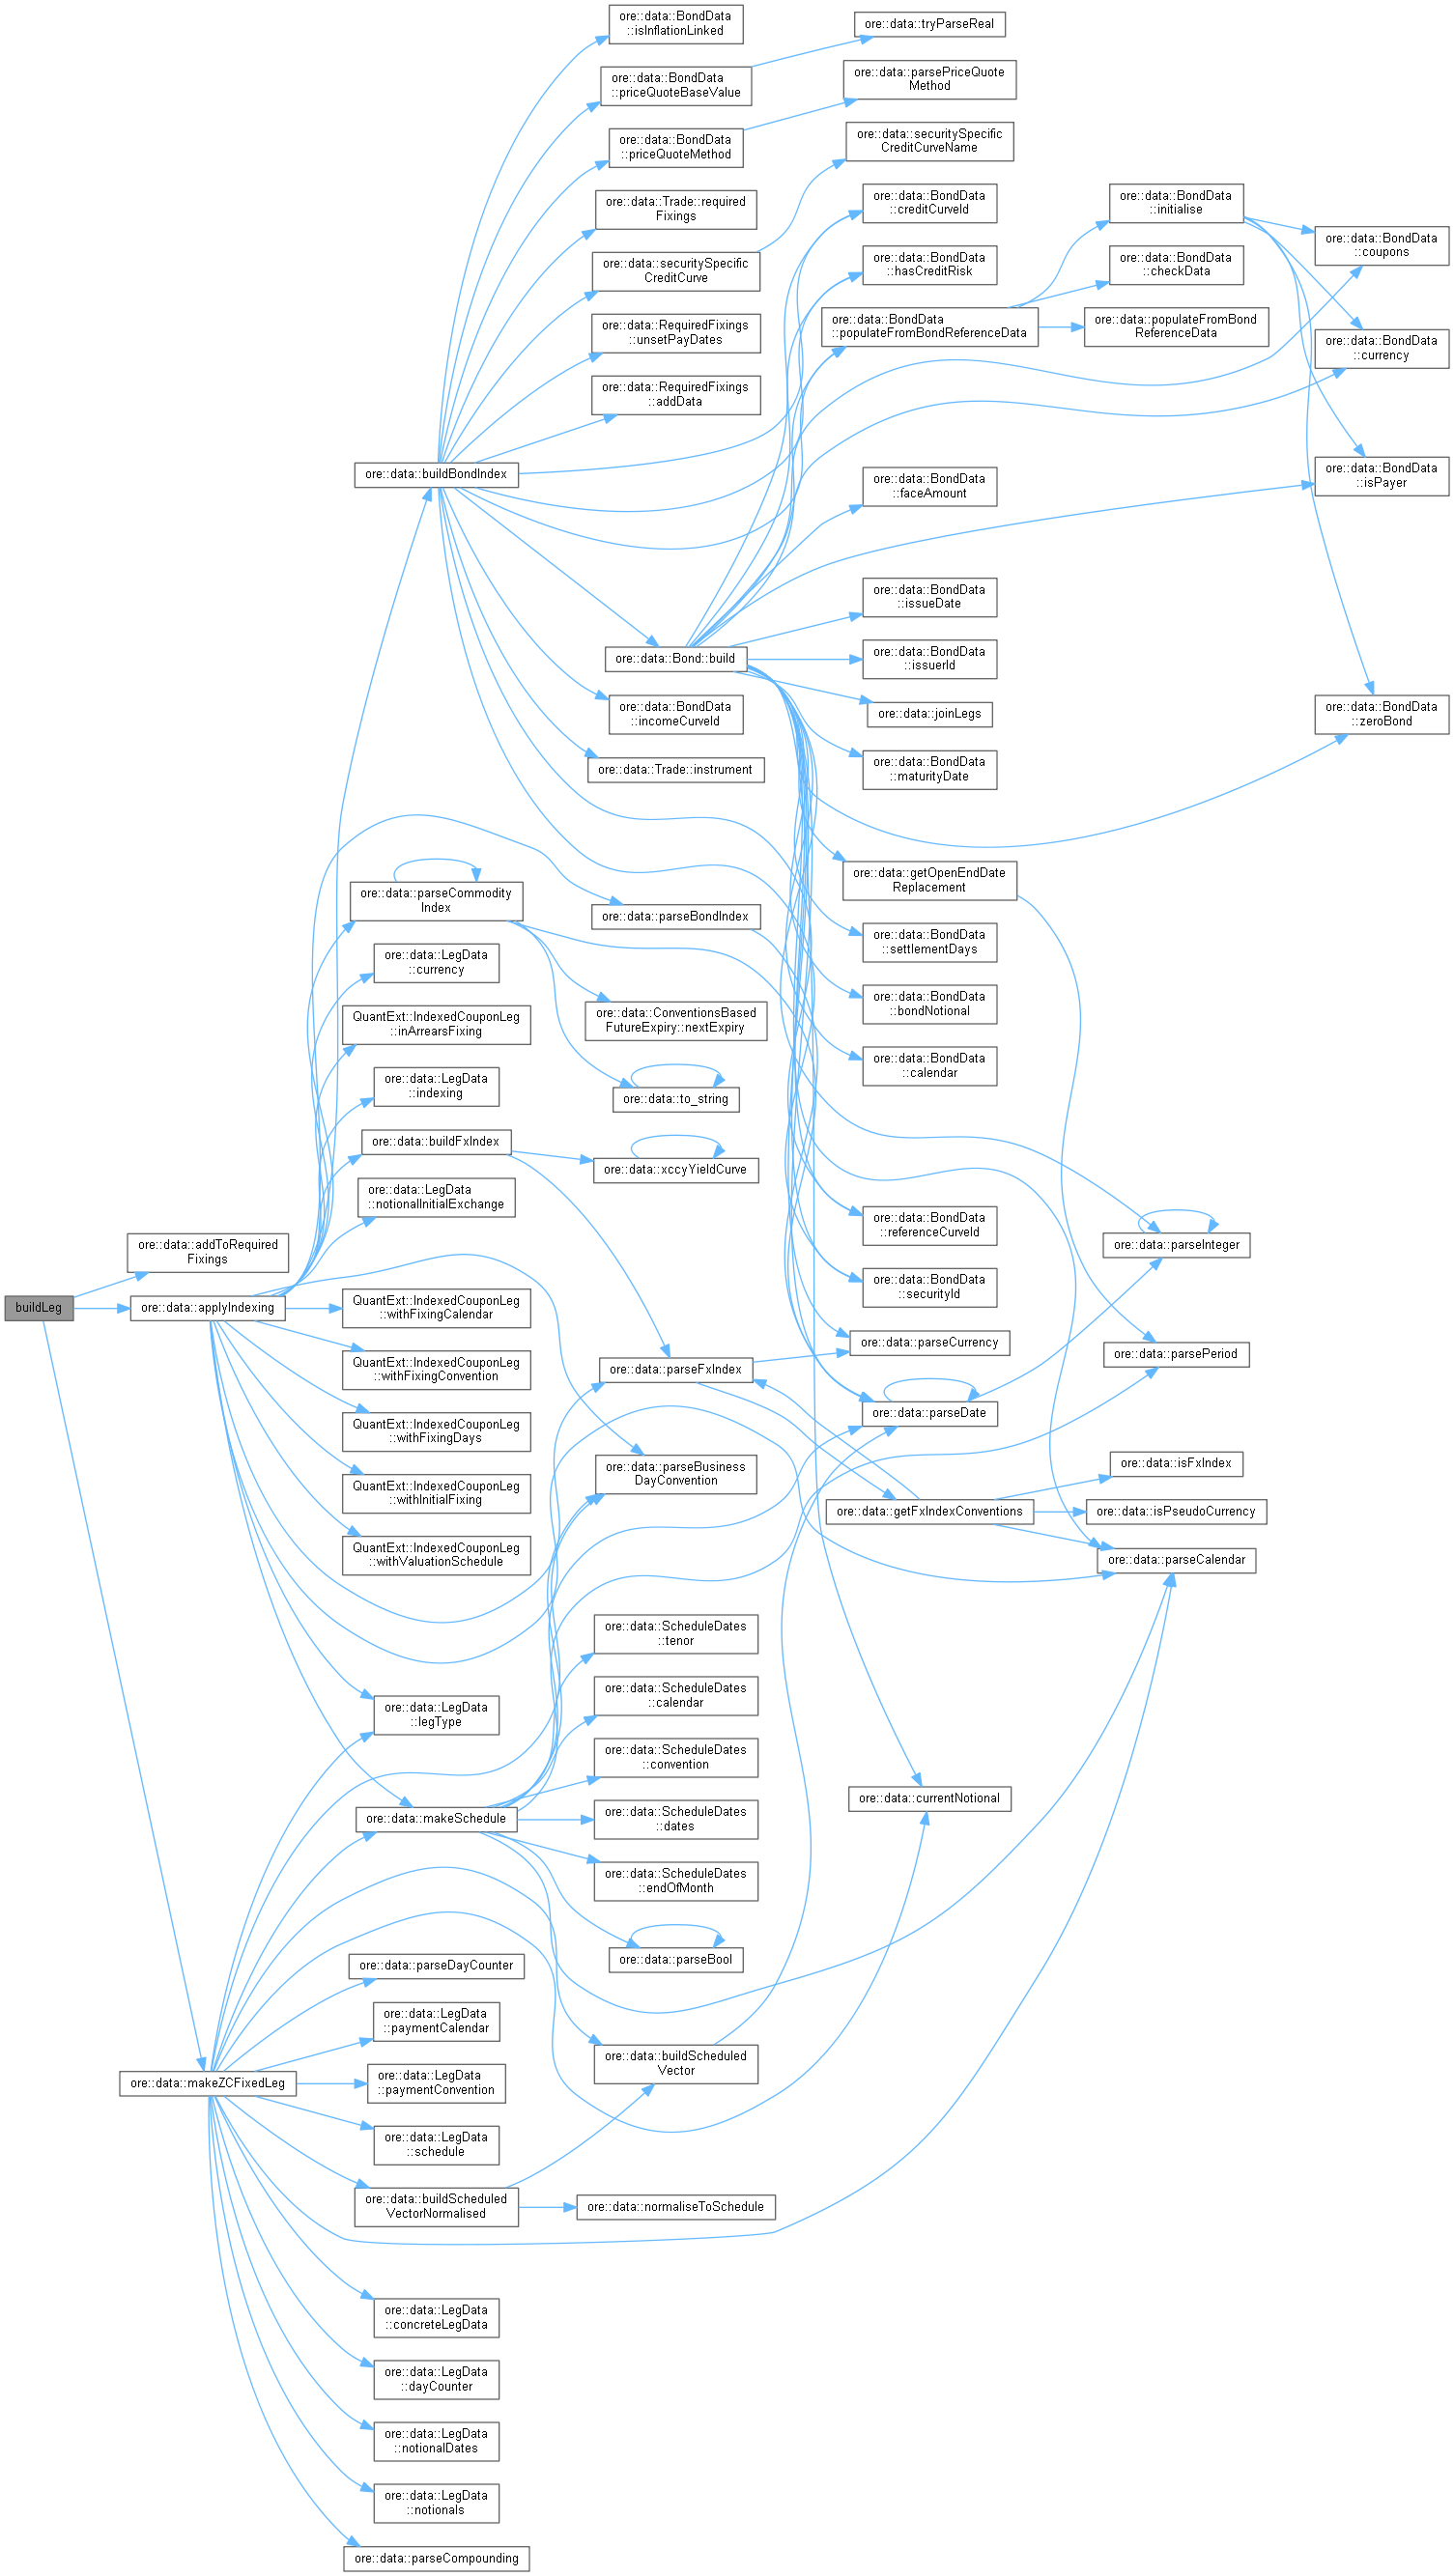 ore::data::BondData
::isInflationLinked
ore::data::tryParseReal
ore::data::BondData
::priceQuoteBaseValue
ore::data::parsePriceQuote
Method
ore::data::BondData
::priceQuoteMethod
ore::data::securitySpecific
CreditCurveName
ore::data::Trade::required
Fixings
ore::data::BondData
::creditCurveId
ore::data::BondData
::initialise
ore::data::BondData
::coupons
ore::data::securitySpecific
CreditCurve
ore::data::BondData
::hasCreditRisk
ore::data::BondData
::checkData
ore::data::RequiredFixings
::unsetPayDates
ore::data::BondData
::populateFromBondReferenceData
ore::data::populateFromBond
ReferenceData
ore::data::BondData
::currency
ore::data::RequiredFixings
::addData
ore::data::buildBondIndex
ore::data::BondData
::faceAmount
ore::data::BondData
::isPayer
ore::data::BondData
::issueDate
ore::data::Bond::build
ore::data::BondData
::issuerId
ore::data::BondData
::incomeCurveId
ore::data::joinLegs
ore::data::BondData
::zeroBond
ore::data::Trade::instrument
ore::data::BondData
::maturityDate
ore::data::parseCommodity
Index
ore::data::getOpenEndDate
Replacement
ore::data::parseBondIndex
ore::data::BondData
::settlementDays
ore::data::LegData
::currency
ore::data::BondData
::bondNotional
QuantExt::IndexedCouponLeg
::inArrearsFixing
ore::data::ConventionsBased
FutureExpiry::nextExpiry
ore::data::BondData
::calendar
ore::data::LegData
::indexing
ore::data::to_string
ore::data::buildFxIndex
ore::data::xccyYieldCurve
ore::data::LegData
::notionalInitialExchange
ore::data::BondData
::referenceCurveId
ore::data::parseInteger
ore::data::addToRequired
Fixings
ore::data::BondData
::securityId
buildLeg
ore::data::applyIndexing
QuantExt::IndexedCouponLeg
::withFixingCalendar
ore::data::parseCurrency
ore::data::parsePeriod
QuantExt::IndexedCouponLeg
::withFixingConvention
ore::data::parseFxIndex
ore::data::parseDate
QuantExt::IndexedCouponLeg
::withFixingDays
ore::data::parseBusiness
DayConvention
ore::data::isFxIndex
QuantExt::IndexedCouponLeg
::withInitialFixing
ore::data::getFxIndexConventions
ore::data::isPseudoCurrency
QuantExt::IndexedCouponLeg
::withValuationSchedule
ore::data::parseCalendar
ore::data::ScheduleDates
::tenor
ore::data::LegData
::legType
ore::data::ScheduleDates
::calendar
ore::data::ScheduleDates
::convention
ore::data::currentNotional
ore::data::makeSchedule
ore::data::ScheduleDates
::dates
ore::data::ScheduleDates
::endOfMonth
ore::data::parseBool
ore::data::parseDayCounter
ore::data::LegData
::paymentCalendar
ore::data::buildScheduled
Vector
ore::data::makeZCFixedLeg
ore::data::LegData
::paymentConvention
ore::data::LegData
::schedule
ore::data::buildScheduled
VectorNormalised
ore::data::normaliseToSchedule
ore::data::LegData
::concreteLegData
ore::data::LegData
::dayCounter
ore::data::LegData
::notionalDates
ore::data::LegData
::notionals
ore::data::parseCompounding